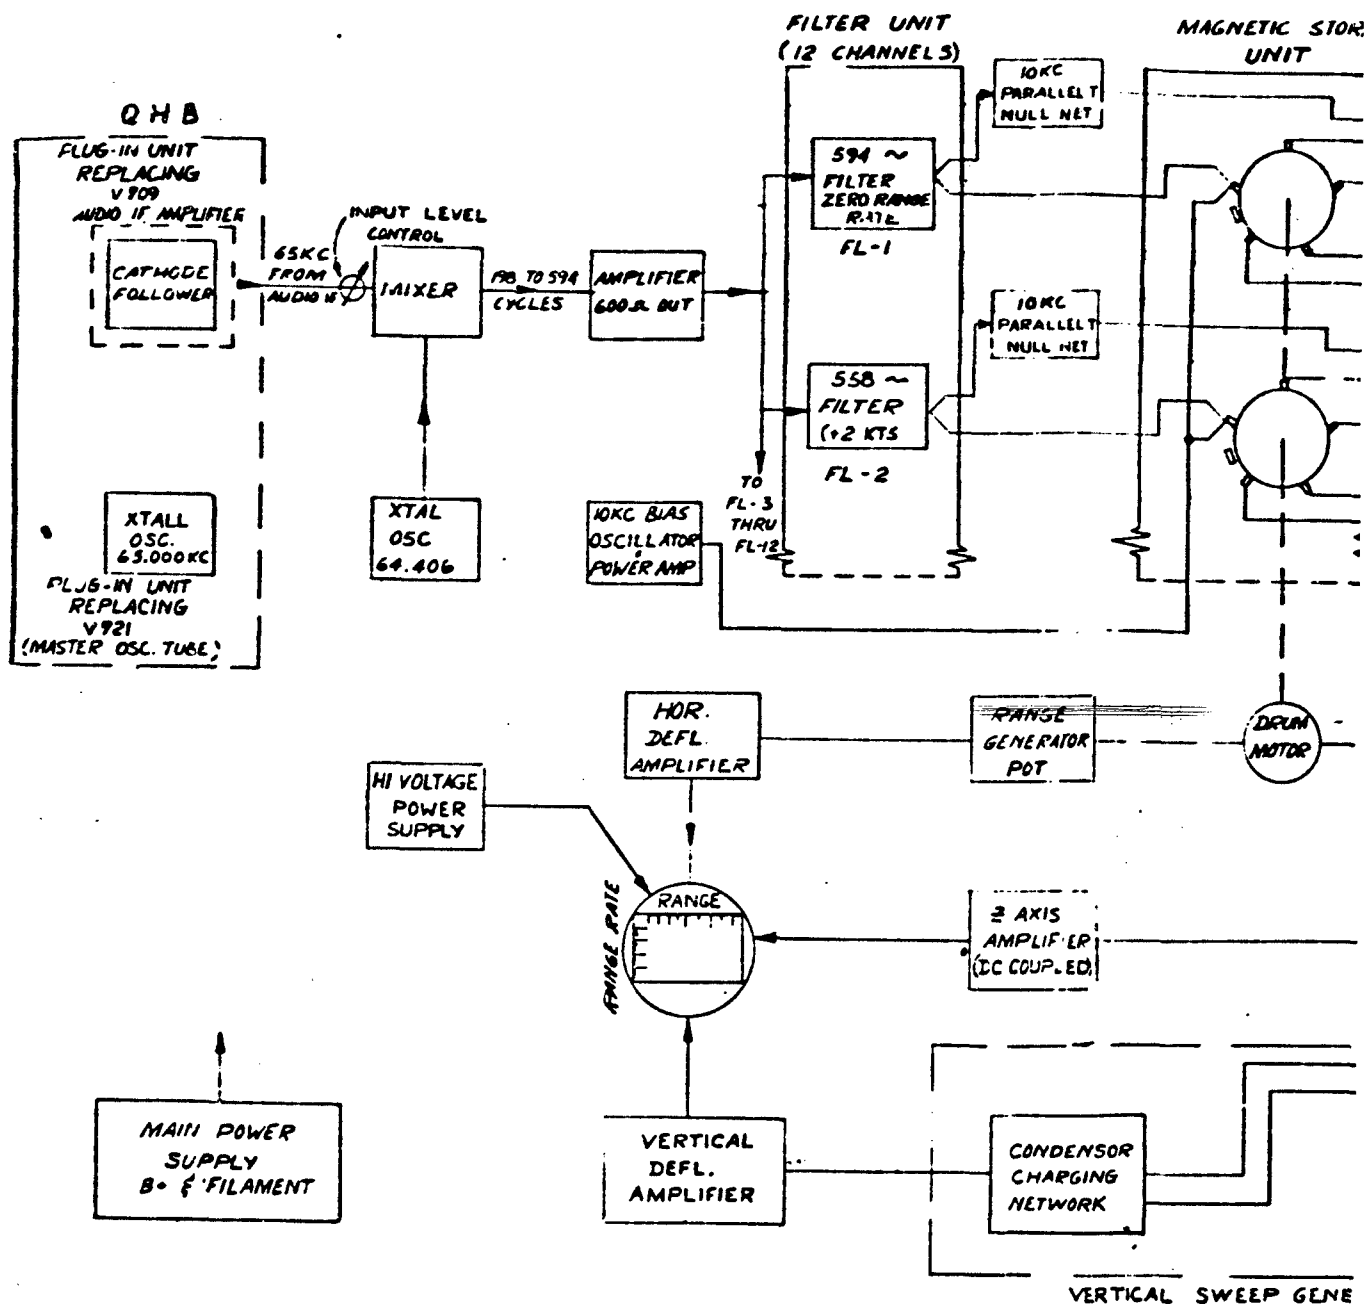 FILTER UNIT
(12 CHANNELS)
MAGNETIC STOR
UNIT
10KC
PARALLEL T
NULL NET
QHB
PLUG-IN UNIT
REPLACING
V909
AUDIO IF AMPLIFIER
CATHODE
FOLLOWER
65KC
FROM
AUDIO IF
INPUT LEVEL
CONTROL
MIXER
198 TO 594
CYCLES
AMPLIFIER
600Ω OUT
594 ~
FILTER
ZERO RANGE
FL-1
10KC
PARALLEL T
NULL NET
558 ~
FILTER
(+2 KTS
FL-2
TO
FL-3
THRU
FL-12
XTALL
OSC.
65.000KC
PLUG-IN UNIT
REPLACING
V921
(MASTER OSC. TUBE)
XTAL
OSC
64.406
10KC BIAS
OSCILLATOR
POWER AMP
HOR.
DEFL.
AMPLIFIER
RANGE
GENERATOR
POT
DRUM
MOTOR
HI VOLTAGE
POWER
SUPPLY
RANGE
RANGE RATE
Z AXIS
AMPLIFIER
(DC COUPLED)
MAIN POWER
SUPPLY
B+ & FILAMENT
VERTICAL
DEFL.
AMPLIFIER
CONDENSOR
CHARGING
NETWORK
VERTICAL SWEEP GENE